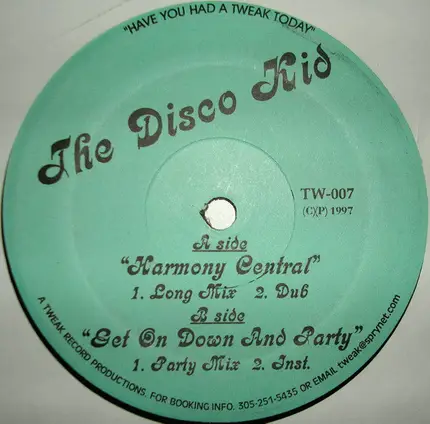 "HAVE YOU HAD A TWEAK TODAY"
The Disco Kid
TW-007
(C)(P) 1997
A side
"Harmony Central"
1. Long Mix 2. Dub
B side
"Get On Down And Party"
1. Party Mix 2. Inst.
A TWEAK RECORD PRODUCTIONS. FOR BOOKING INFO. 305-251-5435 OR EMAIL tweak@sprynet.com